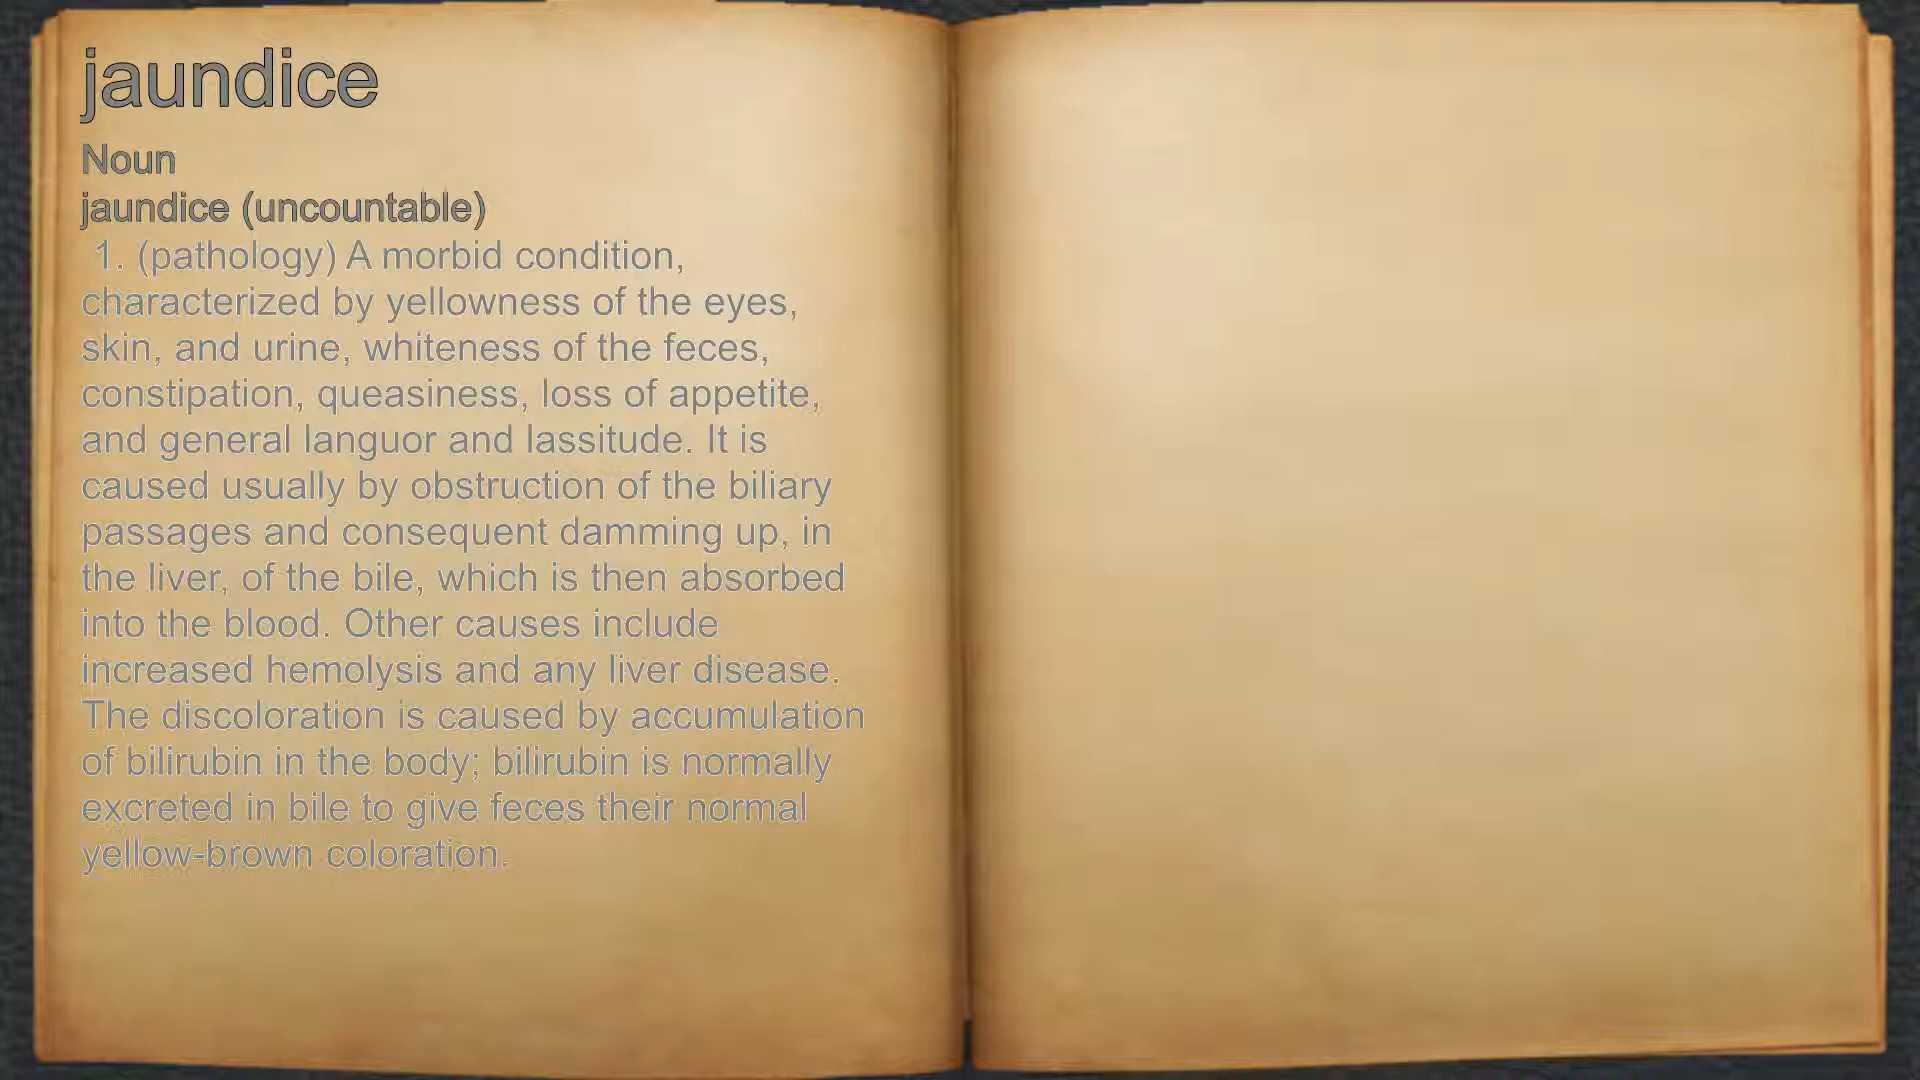 jaundice
Noun
jaundice (uncountable)
1. (pathology) A morbid condition,
characterized by yellowness of the eyes,
skin, and urine, whiteness of the feces,
constipation, queasiness, loss of appetite,
and general languor and lassitude. It is
caused usually by obstruction of the biliary
passages and consequent damming up, in
the liver, of the bile, which is then absorbed
into the blood. Other causes include
increased hemolysis and any liver disease.
The discoloration is caused by accumulation
of bilirubin in the body; bilirubin is normally
excreted in bile to give feces their normal
yellow-brown coloration.